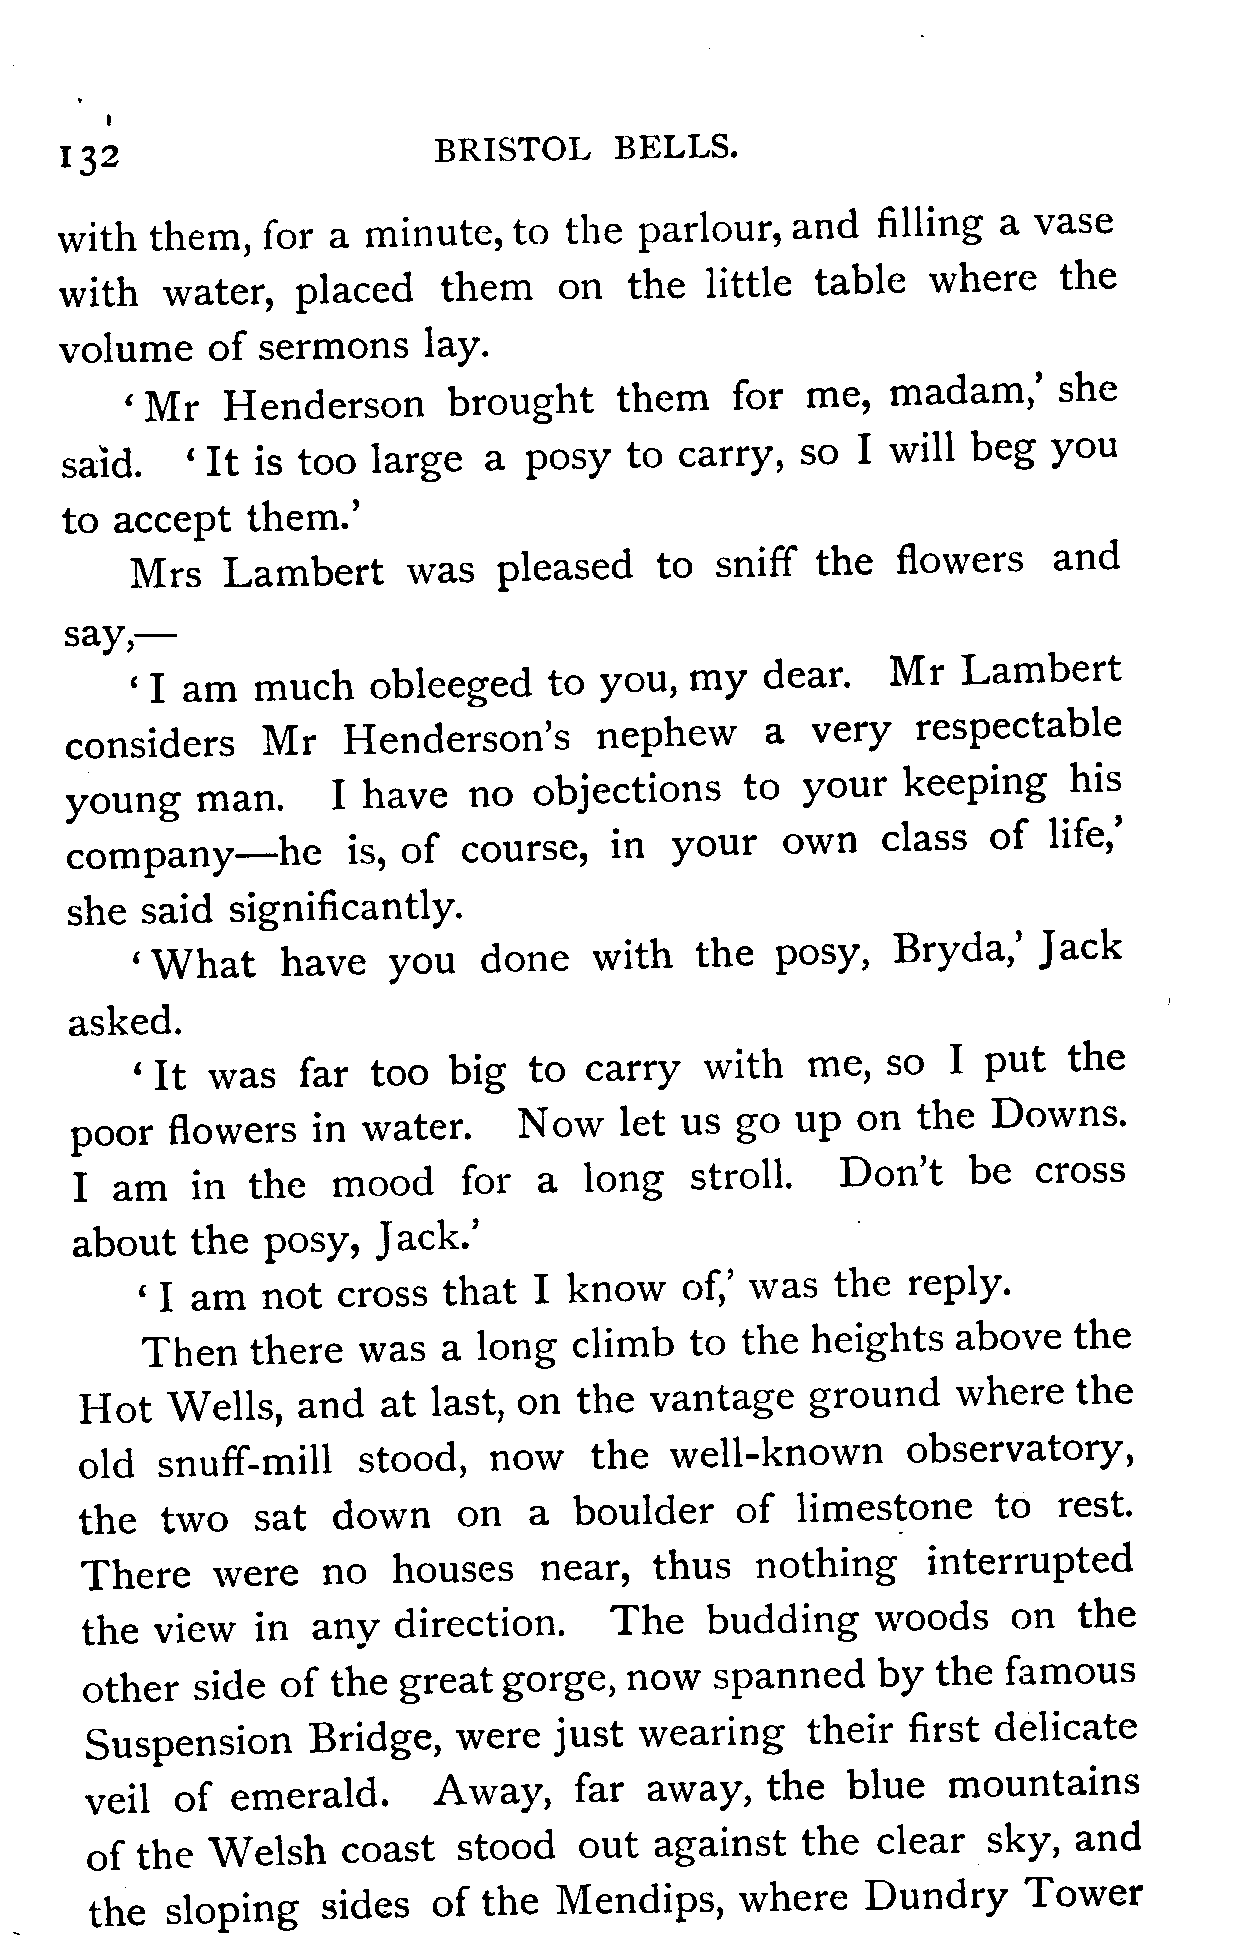 132 BRISTOL BELLS.
with them, for a minute, to the parlour, and filling a vase
with water, placed them on the little table where the
volume of sermons lay.
‘Mr Henderson brought them for me, madam,’ she
said. ‘It is too large a posy to carry, so I will beg you
to accept them.’
Mrs Lambert was pleased to sniff the flowers and
say,—
‘I am much obleeged to you, my dear. Mr Lambert
considers Mr Henderson’s nephew a very respectable
young man. I have no objections to your keeping his
company—he is, of course, in your own class of life,’
she said significantly.
‘What have you done with the posy, Bryda,’ Jack
asked.
‘It was far too big to carry with me, so I put the
poor flowers in water. Now let us go up on the Downs.
I am in the mood for a long stroll. Don’t be cross
about the posy, Jack.’
‘I am not cross that I know of,’ was the reply.
Then there was a long climb to the heights above the
Hot Wells, and at last, on the vantage ground where the
old snuff-mill stood, now the well-known observatory,
the two sat down on a boulder of limestone to rest.
There were no houses near, thus nothing interrupted
the view in any direction. The budding woods on the
other side of the great gorge, now spanned by the famous
Suspension Bridge, were just wearing their first delicate
veil of emerald. Away, far away, the blue mountains
of the Welsh coast stood out against the clear sky, and
the sloping sides of the Mendips, where Dundry Tower